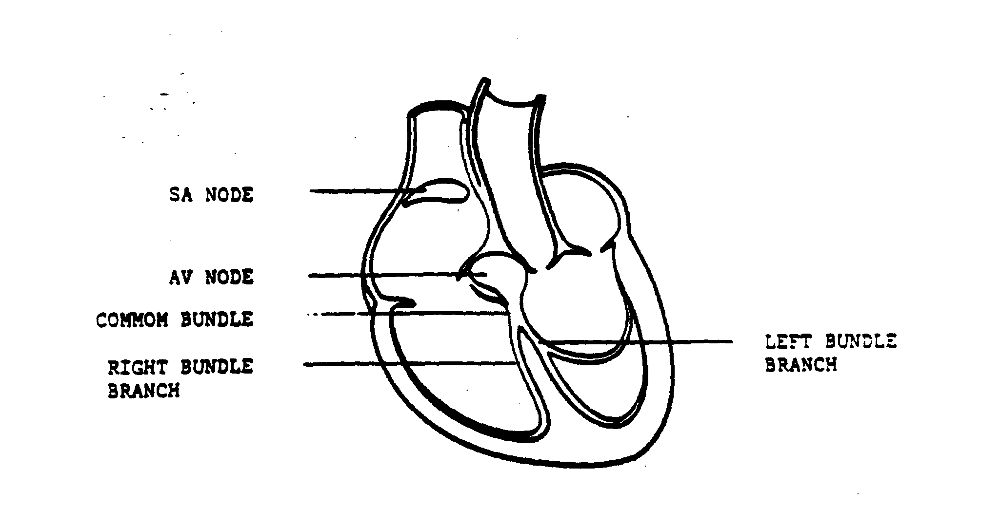 SA NODE
AV NODE
COMMOM BUNDLE
RIGHT BUNDLE
BRANCH
LEFT BUNDLE
BRANCH